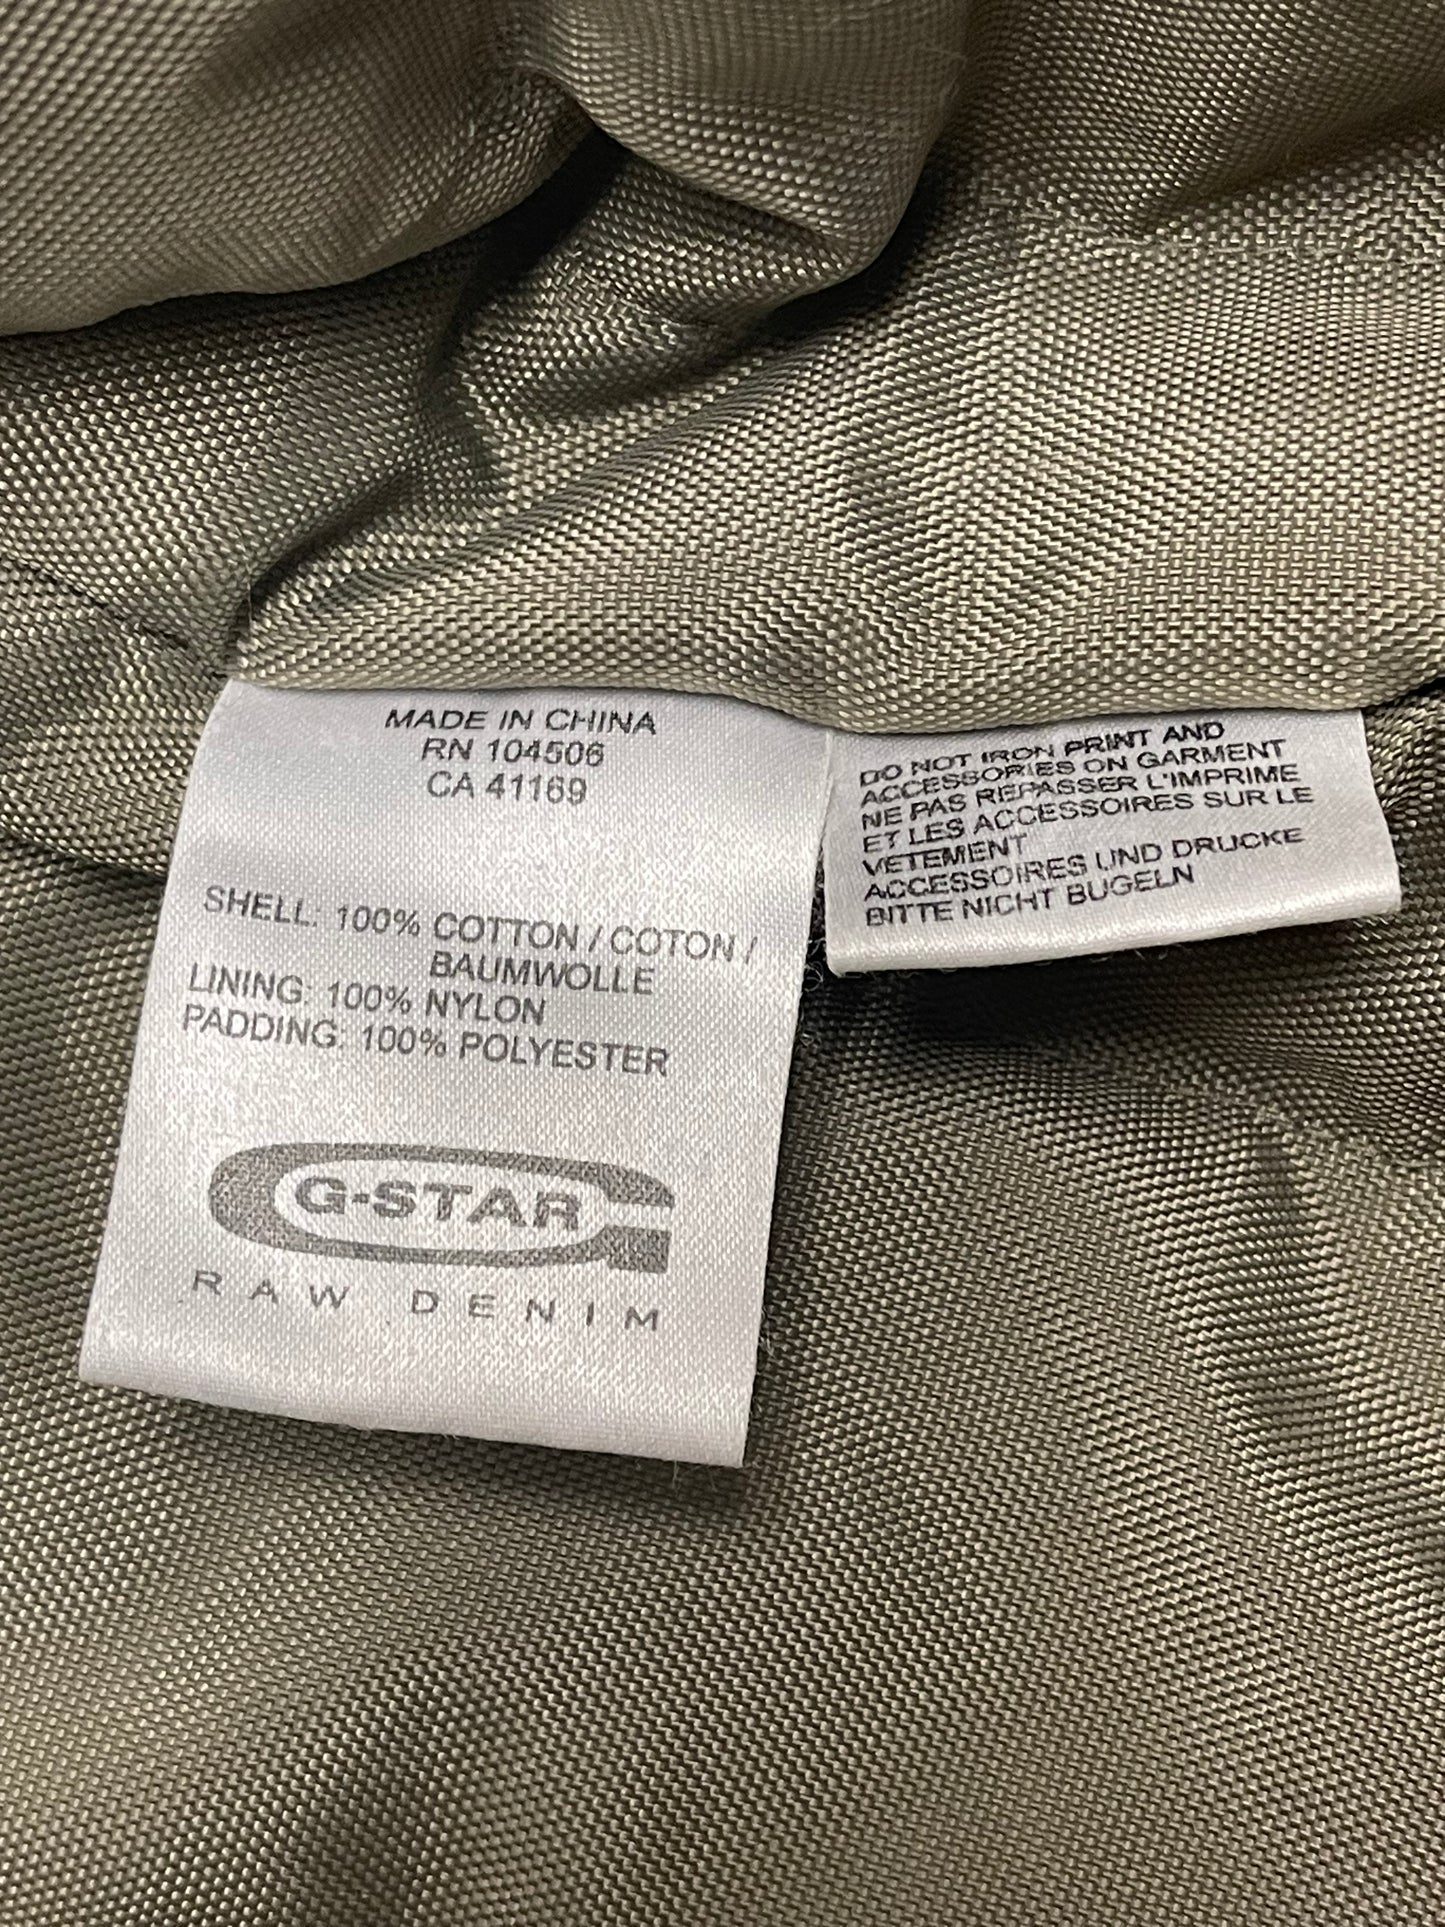 MADE IN CHINA
RN 104506
CA 41169
SHELL: 100% COTTON / COTON /
BAUMWOLLE
LINING: 100% NYLON
PADDING: 100% POLYESTER
G-STAR
RAW DENIM
DO NOT IRON PRINT AND
ACCESSORIES ON GARMENT
NE PAS REPASSER L'IMPRIME
ET LES ACCESSOIRES SUR LE
VETEMENT
ACCESSOIRES UND DRUCKE
BITTE NICHT BUGELN